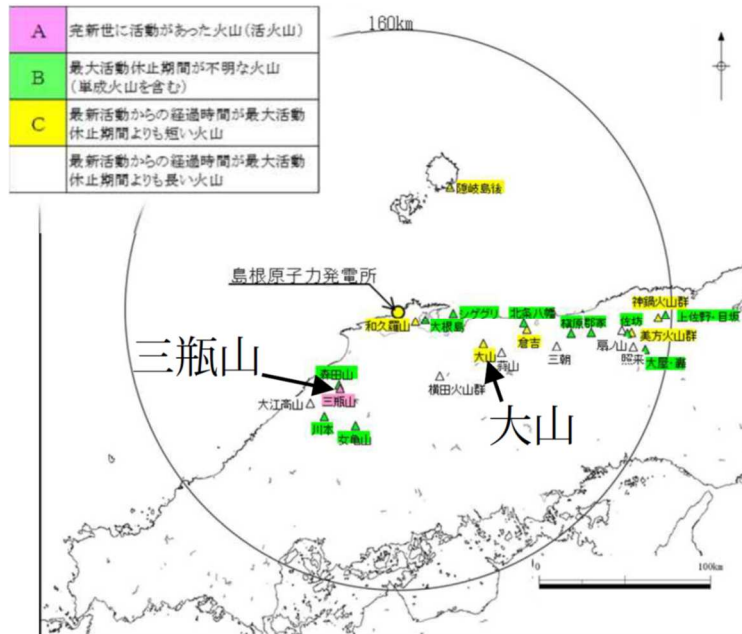 A
完新世に活動があった火山(活火山)
B
最大活動休止期間が不明な火山
(単成火山を含む)
C
最新活動からの経過時間が最大活動
休止期間よりも短い火山
最新活動からの経過時間が最大活動
休止期間よりも長い火山
160km
隠岐島後
島根原子力発電所
和久羅山
大根島
シゲグリ
北条八幡
倉吉
槇原
郡家
佐坊
神鍋火山群
上佐野・目坂
美方火山群
扇ノ山
照来
大屋・轟
三朝
大山
蒜山
横田火山群
三瓶山
森田山
三瓶山
大江高山
川本
女亀山
大山
0
100km